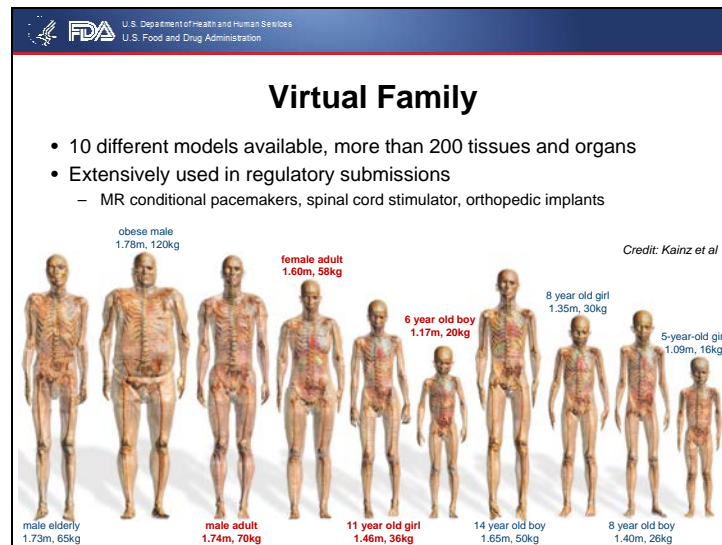 U.S. Department of Health and Human Services
FDA
U.S. Food and Drug Administration
Virtual Family
• 10 different models available, more than 200 tissues and organs
• Extensively used in regulatory submissions
– MR conditional pacemakers, spinal cord stimulator, orthopedic implants
Credit: Kainz et al
obese male
1.78m, 120kg
female adult
1.60m, 58kg
6 year old boy
1.17m, 20kg
8 year old girl
1.35m, 30kg
5-year-old girl
1.09m, 16kg
male elderly
1.73m, 65kg
male adult
1.74m, 70kg
11 year old girl
1.46m, 36kg
14 year old boy
1.65m, 50kg
8 year old boy
1.40m, 26kg